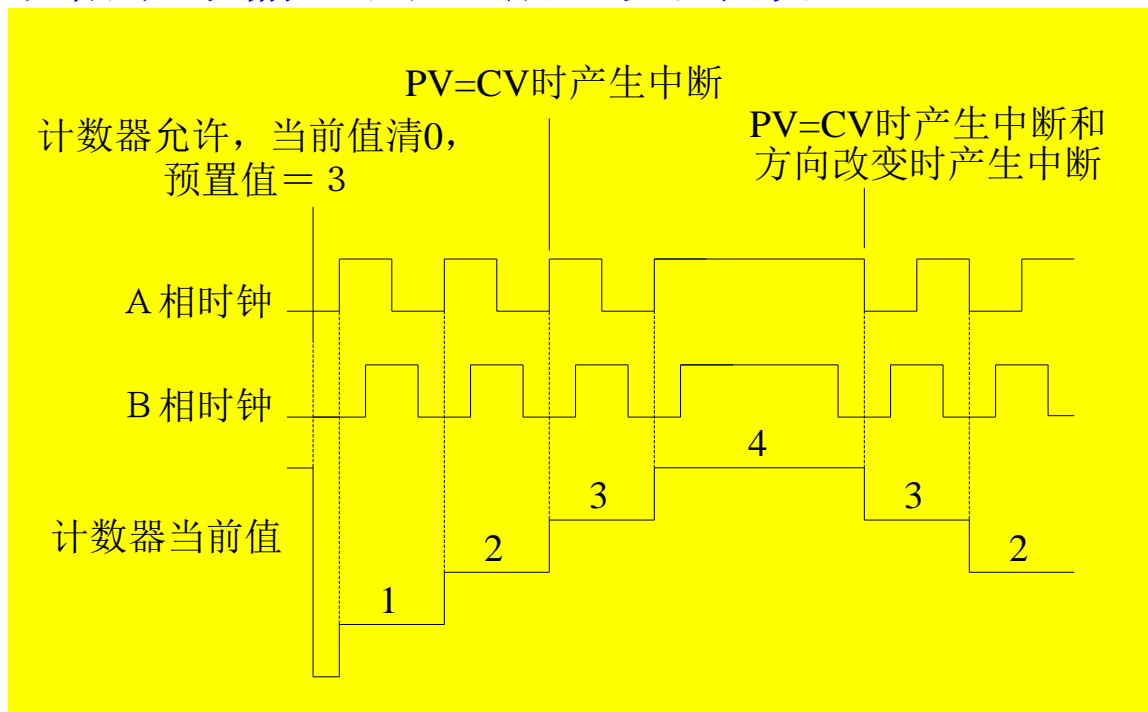 PV=CV时产生中断
计数器允许，当前值清0，
预置值＝３
PV=CV时产生中断和
方向改变时产生中断
Ａ相时钟
Ｂ相时钟
计数器当前值
1
2
3
4
3
2